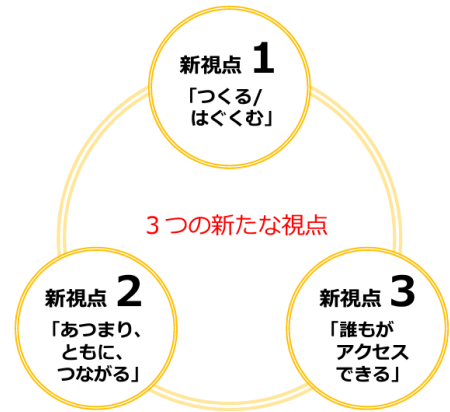 新視点 1
「つくる/
はぐくむ」
3つの新たな視点
新視点 2
「あつまり、
ともに、
つながる」
新視点 3
「誰もが
アクセス
できる」